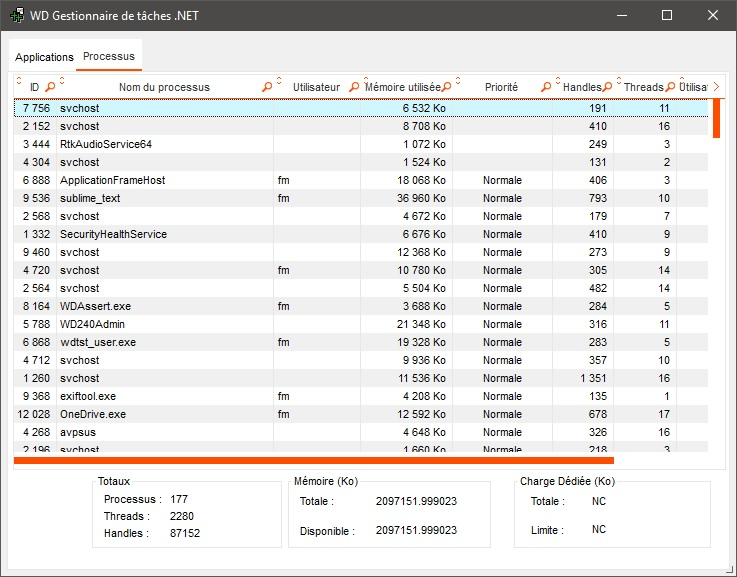 WD Gestionnaire de tâches .NET
Applications Processus
ID Nom du processus Utilisateur Mémoire utilisée Priorité Handles Threads Utilisat
7 756 svchost 6 532 Ko 191 11
2 152 svchost 8 708 Ko 410 16
3 444 RtkAudioService64 1 072 Ko 249 3
4 304 svchost 1 524 Ko 131 2
6 888 ApplicationFrameHost fm 18 068 Ko Normale 406 3
9 536 sublime_text fm 36 960 Ko Normale 793 10
2 568 svchost 4 672 Ko Normale 179 7
1 332 SecurityHealthService 6 676 Ko Normale 410 9
9 460 svchost 12 368 Ko Normale 273 9
4 720 svchost fm 10 780 Ko Normale 305 14
2 564 svchost 5 504 Ko Normale 482 14
8 164 WDAssert.exe fm 3 688 Ko Normale 284 5
5 788 WD240Admin 21 348 Ko Normale 316 11
6 868 wdtst_user.exe fm 19 328 Ko Normale 283 5
4 712 svchost 9 936 Ko Normale 357 10
1 260 svchost 11 536 Ko Normale 1 351 16
9 368 exiftool.exe fm 4 208 Ko Normale 135 1
12 028 OneDrive.exe fm 12 592 Ko Normale 678 17
4 268 avpsus 4 648 Ko Normale 326 16
2 196 svchost 1 660 Ko Normale 218 3
Totaux Mémoire (Ko) Charge Dédiée (Ko)
Processus : 177 Totale : 2097151.999023 Totale : NC
Threads : 2280
Handles : 87152 Disponible : 2097151.999023 Limite : NC